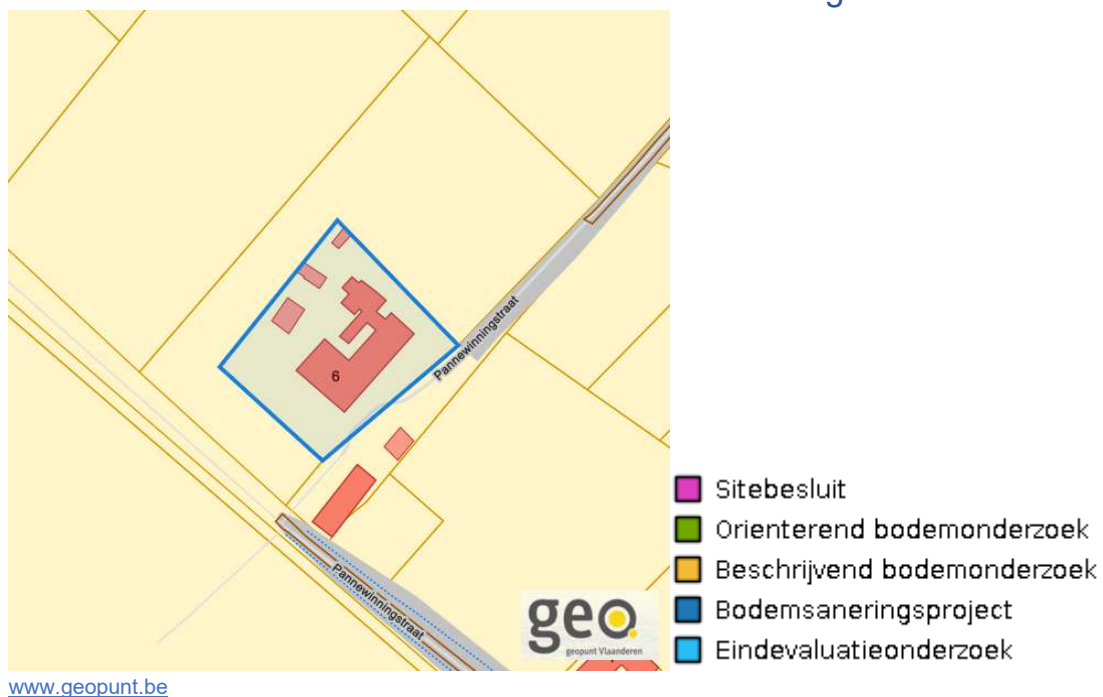 Pannewinningstraat
6
Pannewinningstraat
geo
geopunt Vlaanderen
Sitebesluit
Orienterend bodemonderzoek
Beschrijvend bodemonderzoek
Bodemsaneringsproject
Eindevaluatieonderzoek
www.geopunt.be